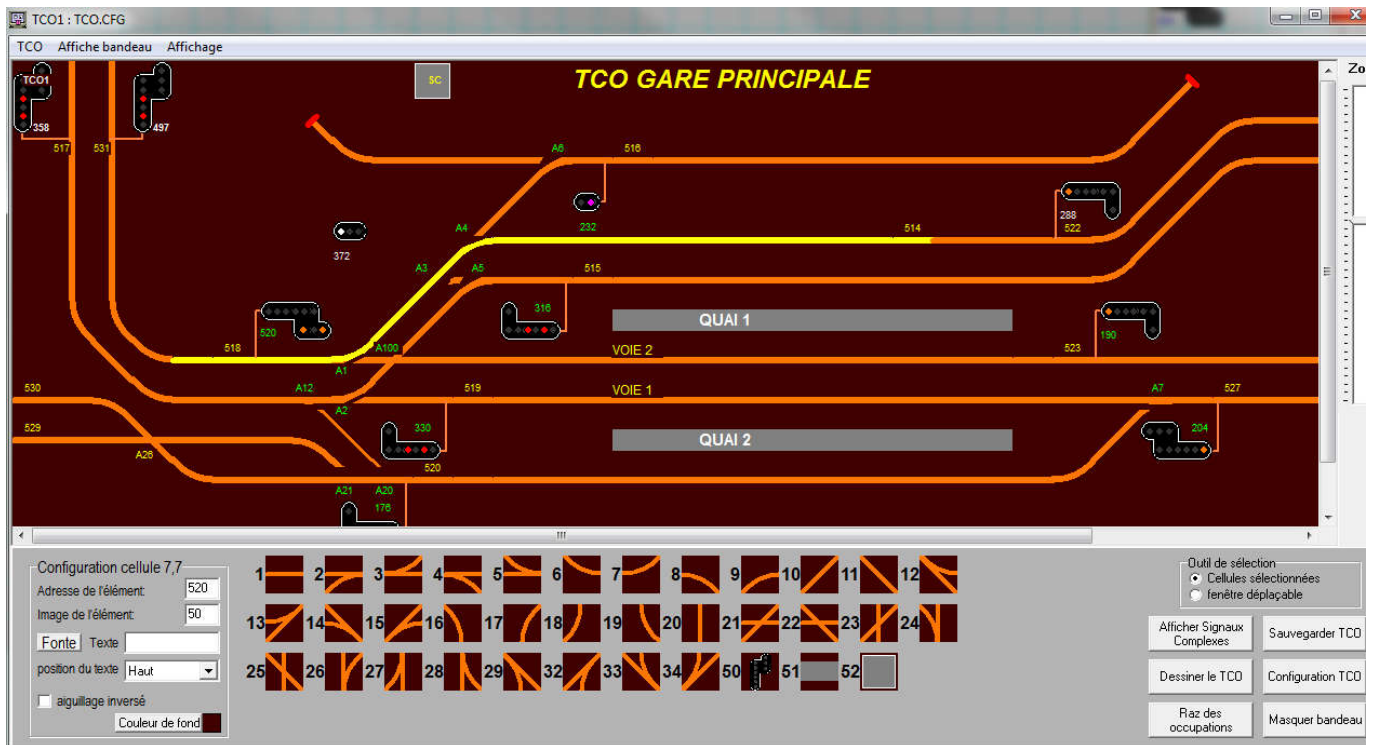 TCO1 : TCO.CFG
TCO Affiche bandeau Affichage
Zo
TCO1
SC
TCO GARE PRINCIPALE
358
497
517
531
A6
516
288
372
A4
232
514
522
A3
A5
515
520
316
QUAI 1
190
518
A100
VOIE 2
523
A1
530
A12
519
VOIE 1
A7
527
A2
529
330
QUAI 2
204
A26
520
A21
A20
176
Configuration cellule 7,7
Adresse de l'élément:
520
Image de l'élément:
50
Fonte
Texte
position du texte
Haut
aiguillage inversé
Couleur de fond
1 2 3 4 5 6 7 8 9 10 11 12
13 14 15 16 17 18 19 20 21 22 23 24
25 26 27 28 29 32 33 34 50 51 52
Outil de sélection
Cellules sélectionnées
fenêtre déplaçable
Afficher Signaux
Complexes
Sauvegarder TCO
Dessiner le TCO
Configuration TCO
Raz des
occupations
Masquer bandeau